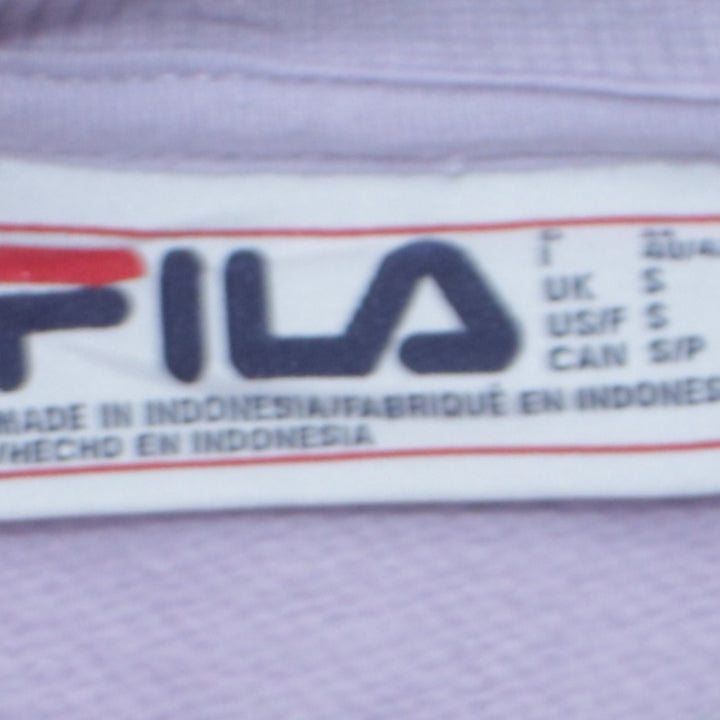 FILA
UK S
US/F S
CAN S/P
MADE IN INDONESIA/FABRIQUÉ EN INDONES
/HECHO EN INDONESIA